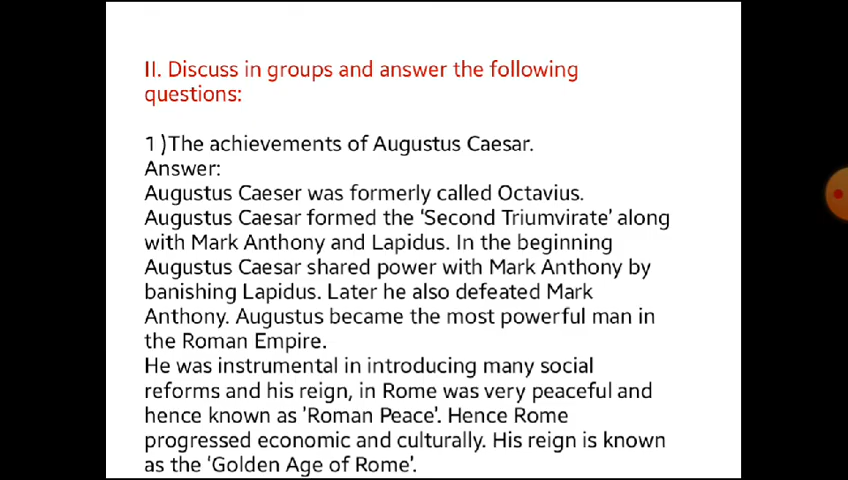 II. Discuss in groups and answer the following
questions:
1 )The achievements of Augustus Caesar.
Answer:
Augustus Caeser was formerly called Octavius.
Augustus Caesar formed the 'Second Triumvirate' along
with Mark Anthony and Lapidus. In the beginning
Augustus Caesar shared power with Mark Anthony by
banishing Lapidus. Later he also defeated Mark
Anthony. Augustus became the most powerful man in
the Roman Empire.
He was instrumental in introducing many social
reforms and his reign, in Rome was very peaceful and
hence known as 'Roman Peace'. Hence Rome
progressed economic and culturally. His reign is known
as the 'Golden Age of Rome'.